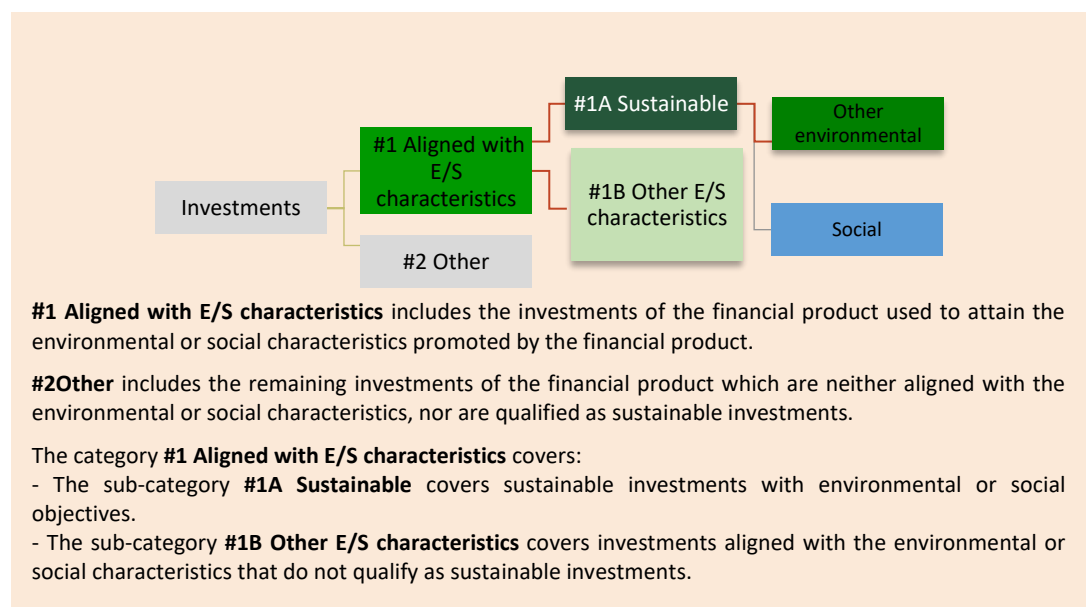 #1A Sustainable
Other
environmental
#1 Aligned with
E/S
characteristics
#1B Other E/S
characteristics
Investments
Social
#2 Other
#1 Aligned with E/S characteristics includes the investments of the financial product used to attain the
environmental or social characteristics promoted by the financial product.
#2Other includes the remaining investments of the financial product which are neither aligned with the
environmental or social characteristics, nor are qualified as sustainable investments.
The category #1 Aligned with E/S characteristics covers:
- The sub-category #1A Sustainable covers sustainable investments with environmental or social
objectives.
- The sub-category #1B Other E/S characteristics covers investments aligned with the environmental or
social characteristics that do not qualify as sustainable investments.